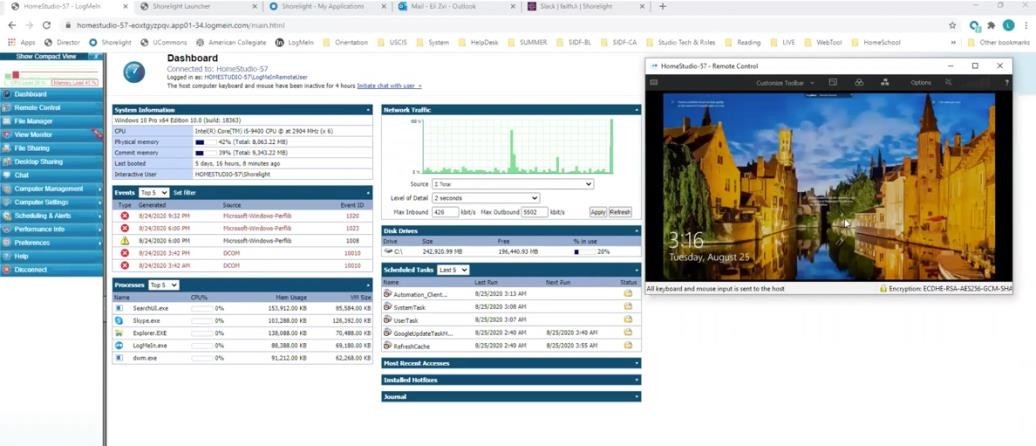 HomeStudio-57 - LogMeIn
Shorelight Launcher
Shorelight - My Applications
Mail - Eli Zvi - Outlook
Slack | faith.li | Shorelight
homestudio-57-eoxtgyzpqv.app01-34.logmein.com/main.html
Apps
Director
Shorelight
UCommons
American Collegiate
LogMeIn
Orientation
USCIS
System
HelpDesk
SUMMER
SIDF-BL
SIDF-CA
Studio Tech & Roles
Reading
LIVE
WebTool
HomeSchool
Other bookmarks
Show Compact View
Dashboard
Remote Control
File Manager
View Monitor
File Sharing
Desktop Sharing
Chat
Computer Management
Computer Settings
Scheduling & Alerts
Performance Info
Preferences
Help
Disconnect
Dashboard
Connected to: HomeStudio-57
Logged in as: HOMESTUDIO-57\LogMeInRemoteUser
The host computer keyboard and mouse have been inactive for 4 hours Initiate chat with user
System Information
Windows 10 Pro x64 Edition 10.0 (build: 18363)
CPU Intel(R) Core(TM) i5-9400 CPU @ at 2904 MHz (x 6)
Physical memory 42% (Total: 8,063.22 MB)
Commit memory 39% (Total: 9,343.22 MB)
Last booted 5 days, 16 hours, 8 minutes ago
Interactive User HOMESTUDIO-57\Shorelight
Events Top 5 Set filter
Type Generated Source Event ID
8/24/2020 9:32 PM Microsoft-Windows-Perflib 1020
8/24/2020 6:00 PM Microsoft-Windows-Perflib 1023
8/24/2020 6:00 PM Microsoft-Windows-Perflib 1008
8/24/2020 3:42 AM DCOM 10010
8/24/2020 3:42 AM DCOM 10010
Processes Top 5
Name CPU% Mem Usage VM Size
SearchUI.exe 0% 153,912.00 KB 85,584.00 KB
Skype.exe 0% 103,288.00 KB 126,392.00 KB
Explorer.EXE 0% 138,088.00 KB 70,488.00 KB
LogMeIn.exe 0% 88,388.00 KB 69,180.00 KB
dwm.exe 0% 91,212.00 KB 62,268.00 KB
Network Traffic
Source Σ Total
Level of Detail 2 seconds
Max Inbound 426 kbit/s Max Outbound 5502 kbit/s Apply Refresh
Disk Drives
Drive Size Free % in use
C:\ 242,920.99 MB 196,440.93 MB 20%
Scheduled Tasks Last 5
Name Last Run Next Run Status
Automation_Client... 8/25/2020 3:13 AM
SystemTask 8/25/2020 3:08 AM
UserTask 8/25/2020 3:07 AM
GoogleUpdateTaskM... 8/25/2020 2:40 AM 8/25/2020 3:40 AM
RefreshCache 8/25/2020 2:40 AM 8/25/2020 3:55 AM
Most Recent Accesses
Installed Hotfixes
Journal
HomeStudio-57 - Remote Control
Customize Toolbar
Options
3:16
Tuesday, August 25
All keyboard and mouse input is sent to the host
Encryption: ECDHE-RSA-AES256-GCM-SHA